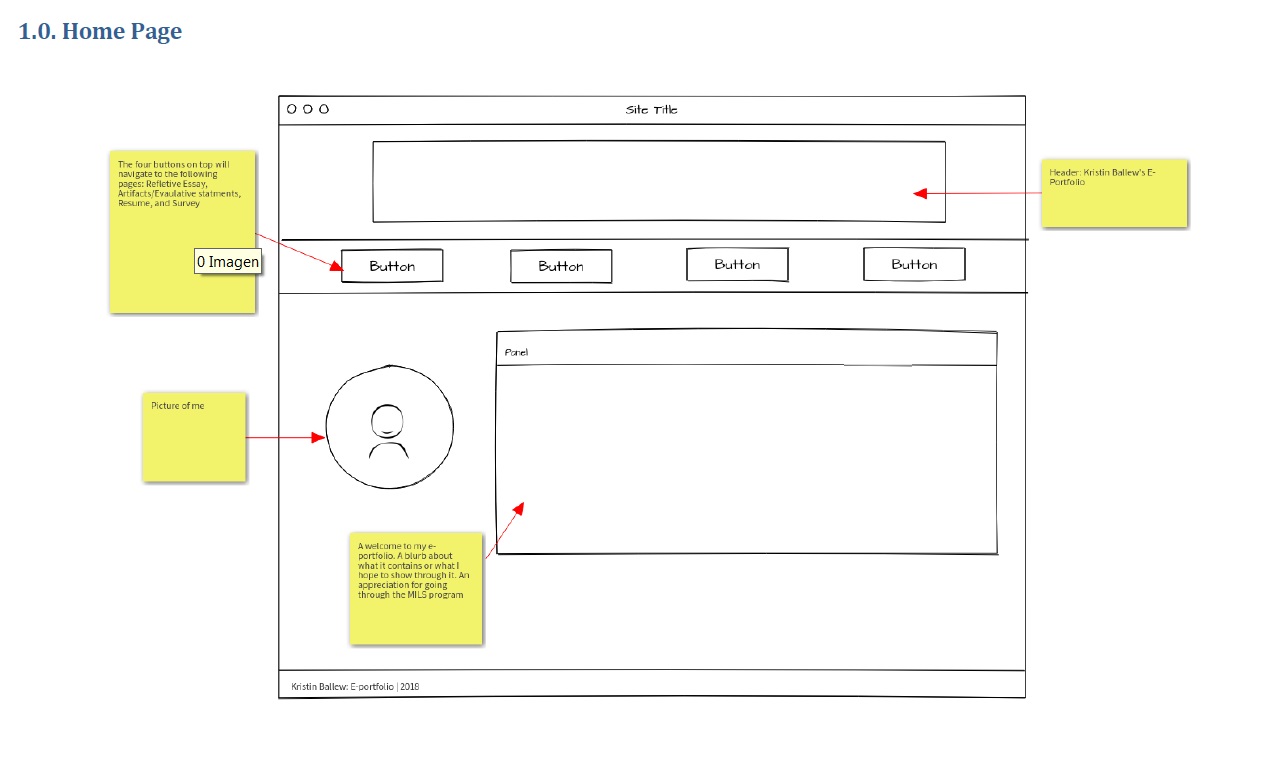 1.0. Home Page
Site Title
The four buttons on top will
navigate to the following
pages: Refletive Essay,
Artifacts/Evaulative statments,
Resume, and Survey
0 Imagen
Header: Kristin Ballew's E-
Portfolio
Button
Button
Button
Button
Panel
Picture of me
A welcome to my e-
portfolio. A blurb about
what it contains or what I
hope to show through it. An
appreciation for going
through the MILS program
Kristin Ballew: E-portfolio | 2018